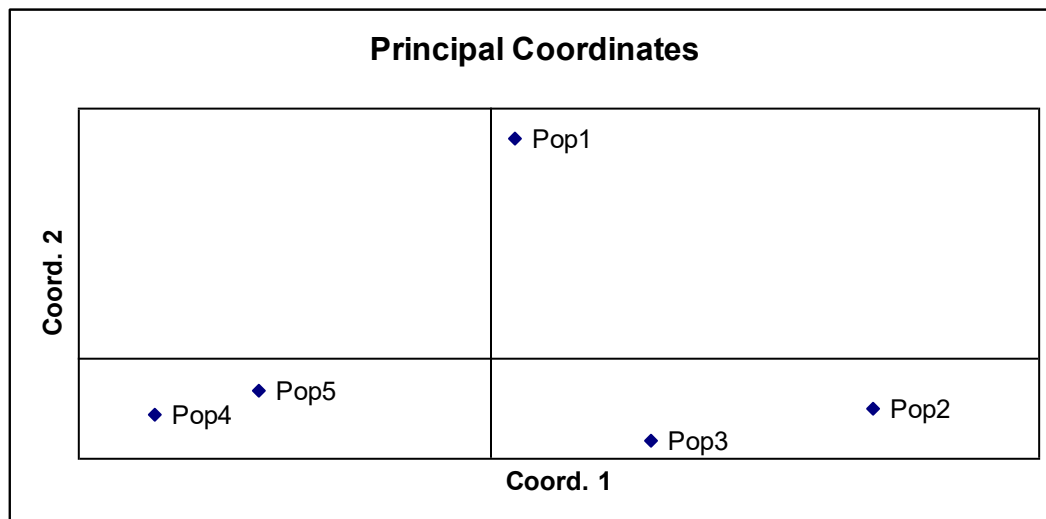 Principal Coordinates
Pop1
Coord. 2
Pop5
Pop4
Pop2
Pop3
Coord. 1